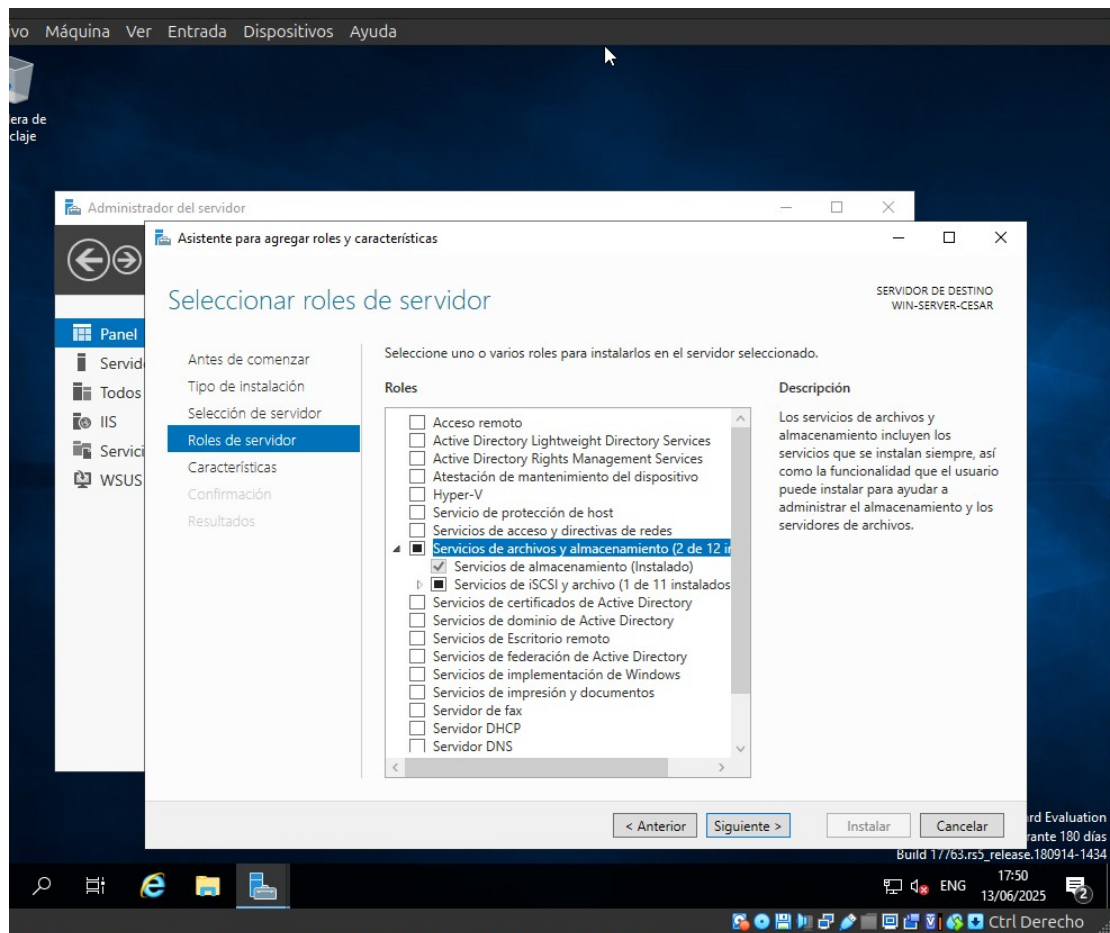 ivo Máquina Ver Entrada Dispositivos Ayuda
era de
claje
Administrador del servidor
Asistente para agregar roles y características
Seleccionar roles de servidor
SERVIDOR DE DESTINO
WIN-SERVER-CESAR
Panel
Servid
Todos
IIS
Servici
WSUS
Antes de comenzar
Tipo de instalación
Selección de servidor
Roles de servidor
Características
Confirmación
Resultados
Seleccione uno o varios roles para instalarlos en el servidor seleccionado.
Roles
Acceso remoto
Active Directory Lightweight Directory Services
Active Directory Rights Management Services
Atestación de mantenimiento del dispositivo
Hyper-V
Servicio de protección de host
Servicios de acceso y directivas de redes
Servicios de archivos y almacenamiento (2 de 12 in
Servicios de almacenamiento (Instalado)
Servicios de iSCSI y archivo (1 de 11 instalados
Servicios de certificados de Active Directory
Servicios de dominio de Active Directory
Servicios de Escritorio remoto
Servicios de federación de Active Directory
Servicios de implementación de Windows
Servicios de impresión y documentos
Servidor de fax
Servidor DHCP
Servidor DNS
Descripción
Los servicios de archivos y
almacenamiento incluyen los
servicios que se instalan siempre, así
como la funcionalidad que el usuario
puede instalar para ayudar a
administrar el almacenamiento y los
servidores de archivos.
< Anterior Siguiente > Instalar Cancelar
rd Evaluation
rante 180 días
Build 17763.rs5_release.180914-1434
ENG
17:50
13/06/2025
2
Ctrl Derecho